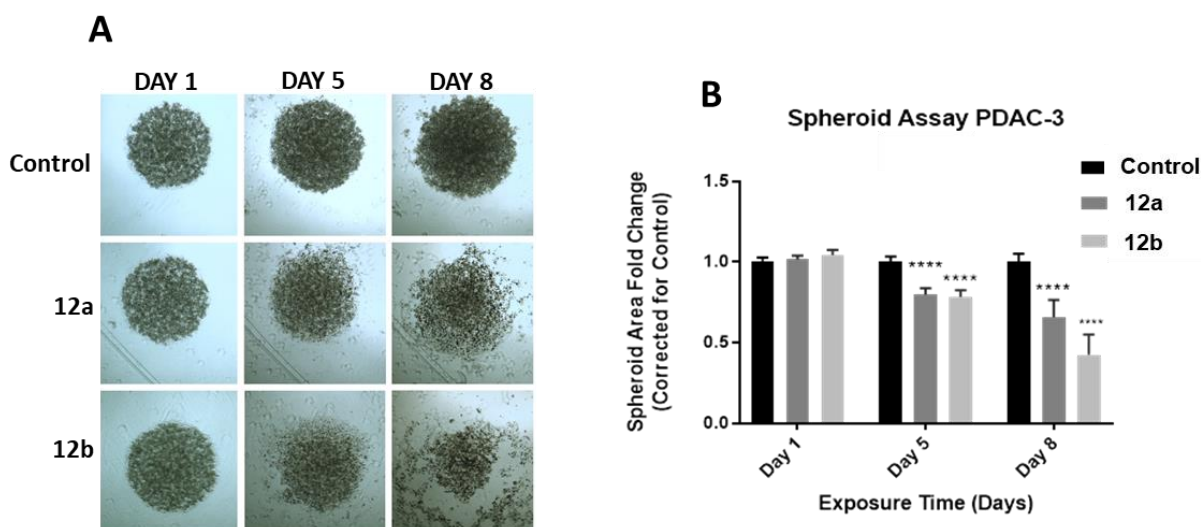 A
DAY 1 DAY 5 DAY 8
Control
12a
12b
B
Spheroid Assay PDAC-3
Control
12a
12b
Spheroid Area Fold Change
(Corrected for Control)
1.5
1.0
0.5
0.0
**** ****
**** ****
Day 1 Day 5 Day 8
Exposure Time (Days)